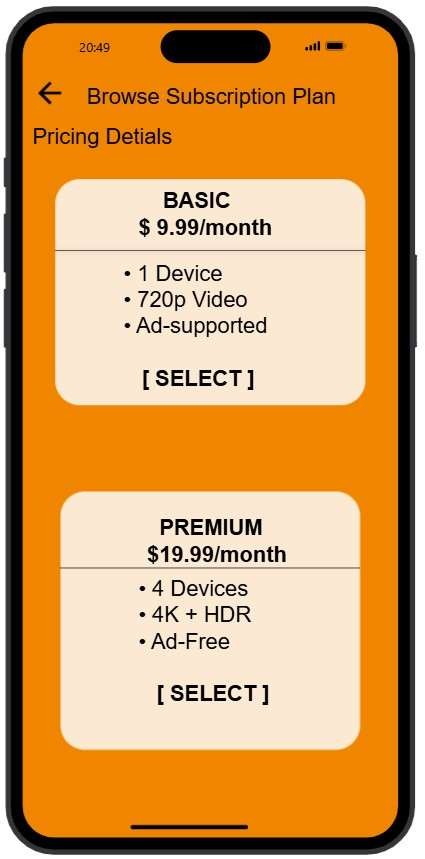 20:49
Browse Subscription Plan
Pricing Detials
BASIC
$ 9.99/month
• 1 Device
• 720p Video
• Ad-supported
[ SELECT ]
PREMIUM
$19.99/month
• 4 Devices
• 4K + HDR
• Ad-Free
[ SELECT ]